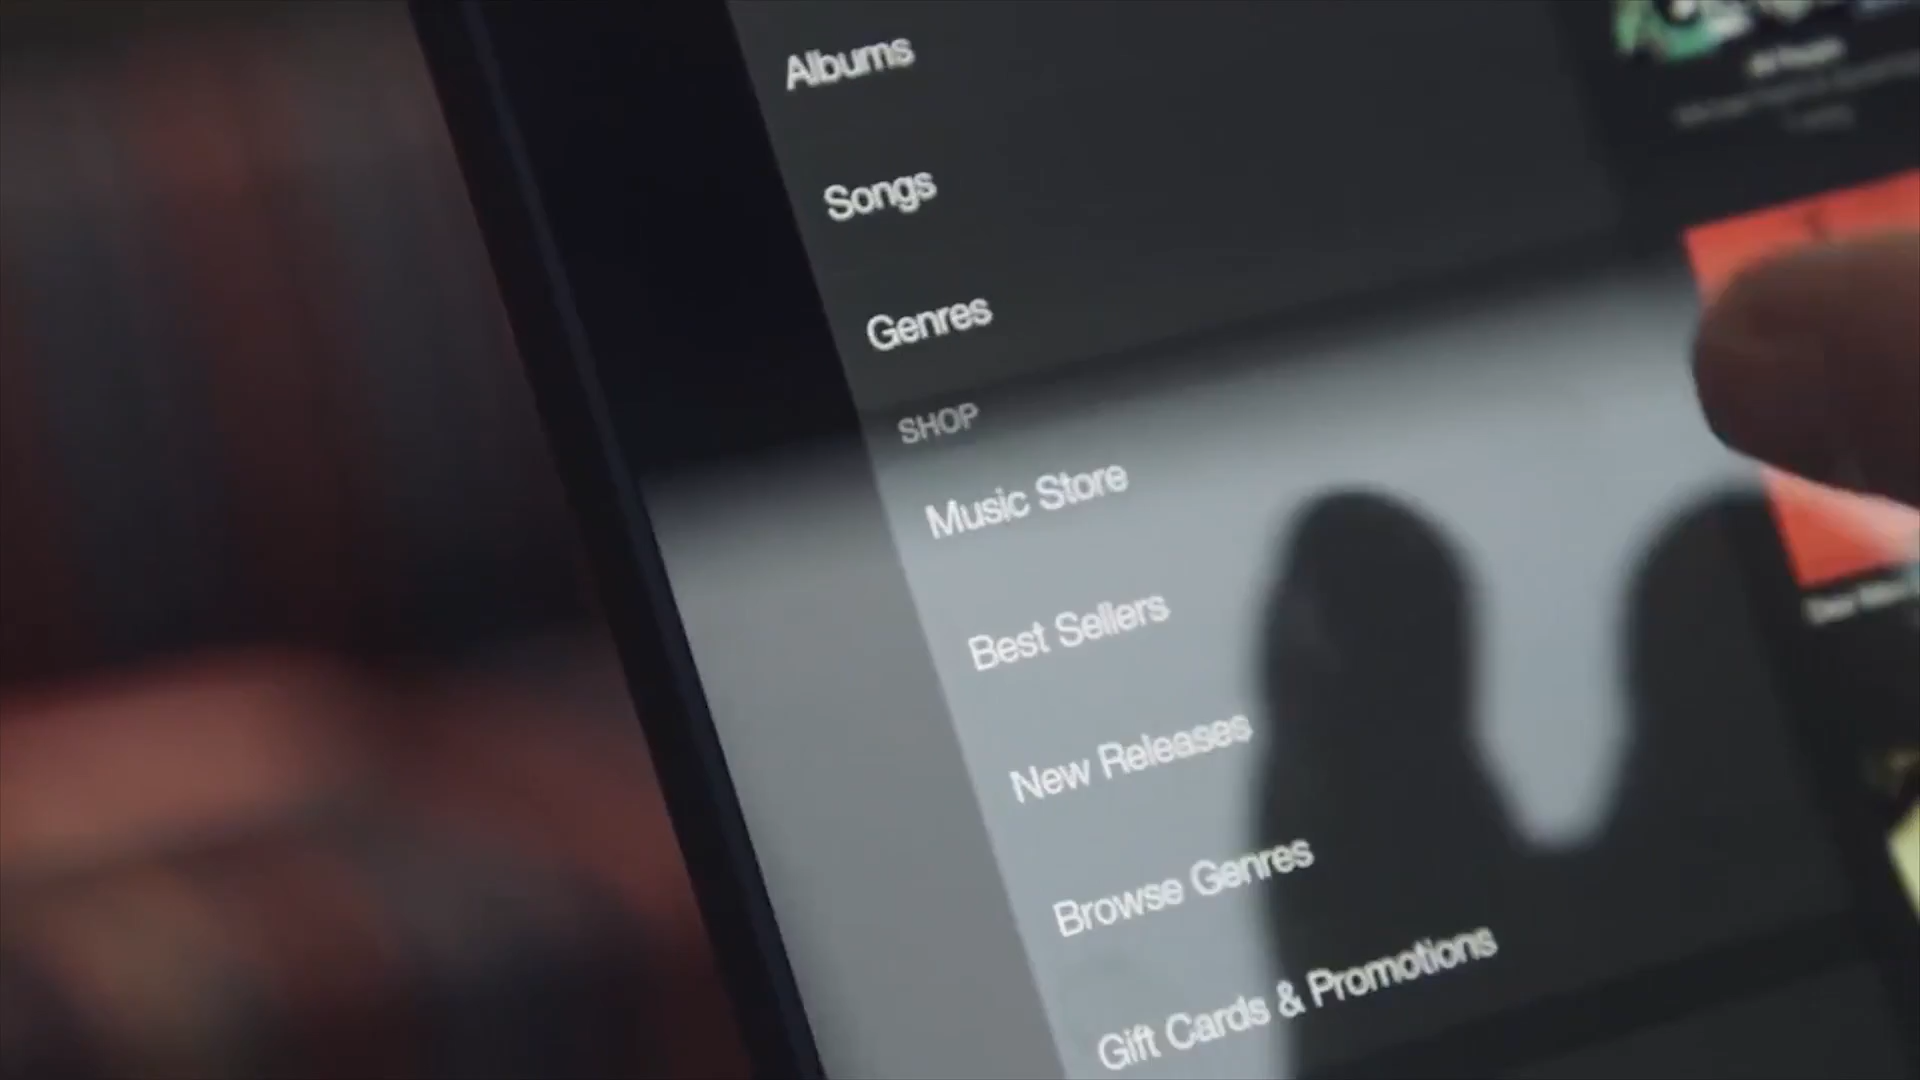 Albums
Songs
Genres
SHOP
Music Store
Best Sellers
New Releases
Browse Genres
Gift Cards & Promotions